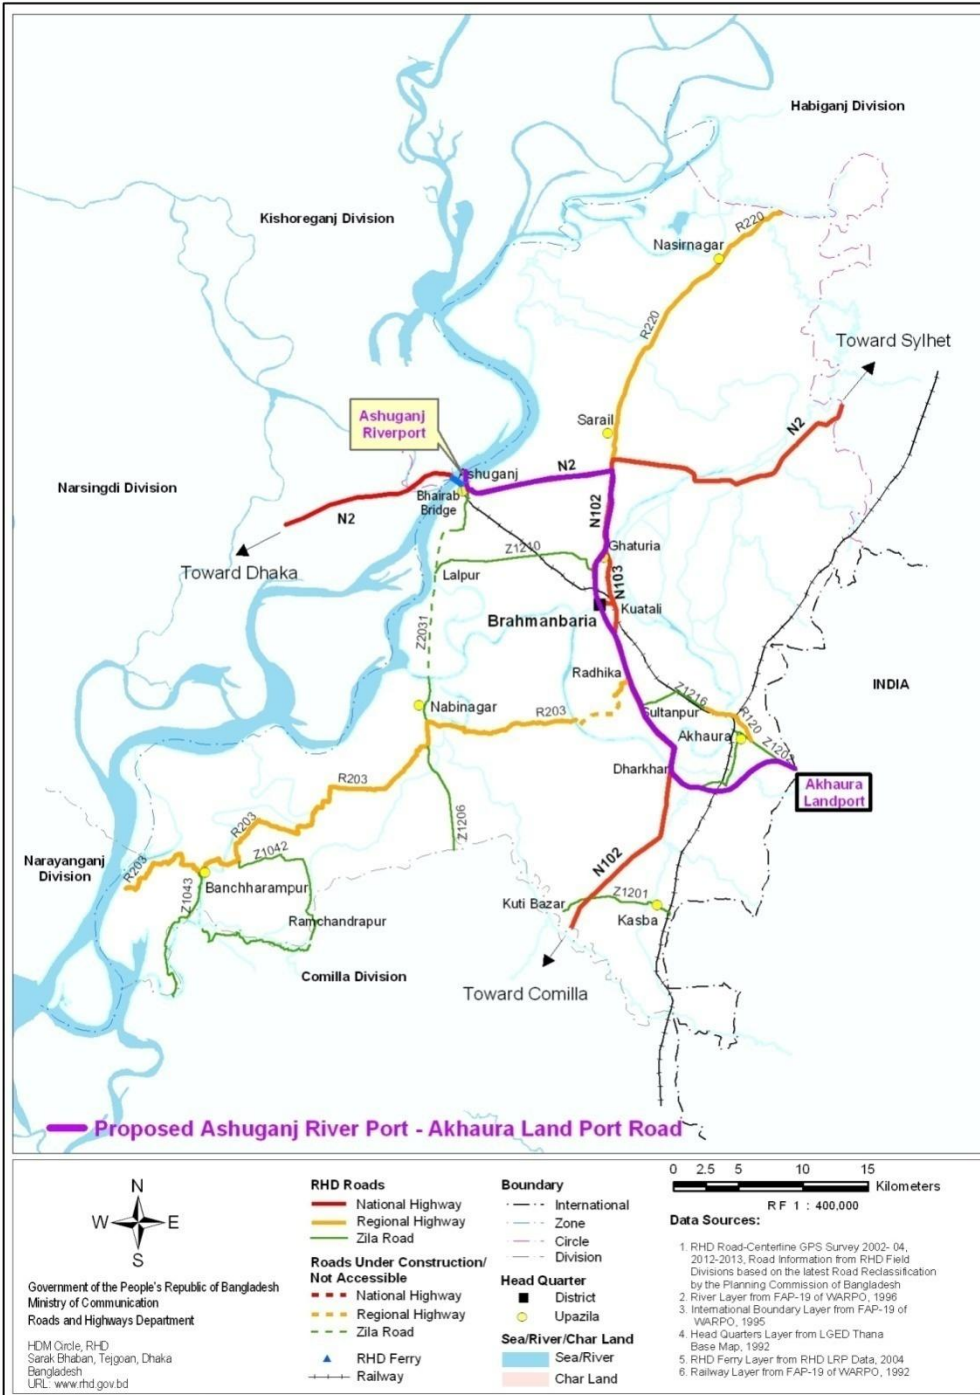 Habiganj Division
Kishoreganj Division
R220
Nasirnagar
R220
Toward Sylhet
Ashuganj
Riverport
Sarail
N2
Narsingdi Division
Ashuganj
N2
Bhairab
Bridge
N2
N102
Toward Dhaka
Z1210
Ghaturia
Lalpur
N103
Kuatali
Brahmanbaria
Z2031
Radhika
INDIA
Nabinagar
R203
Z1216
Sultanpur
R120
Akhaura
Z1202
Dharkhar
R203
Akhaura
Landport
R203
Z1206
Z1042
N102
Narayanganj
Division
R203
Banchharampur
Z1043
Kuti Bazar
Z1201
Kasba
Ramchandrapur
Comilla Division
Toward Comilla
Proposed Ashuganj River Port - Akhaura Land Port Road
N
W E
S
Government of the People's Republic of Bangladesh
Ministry of Communication
Roads and Highways Department
HDM Circle, RHD
Sarak Bhaban, Tejgoan, Dhaka
Bangladesh
URL: www.rhd.gov.bd
RHD Roads
National Highway
Regional Highway
Zila Road
Roads Under Construction/
Not Accessible
National Highway
Regional Highway
Zila Road
RHD Ferry
Railway
Boundary
International
Zone
Circle
Division
Head Quarter
District
Upazila
Sea/River/Char Land
Sea/River
Char Land
0 2.5 5 10 15
Kilometers
RF 1 : 400,000
Data Sources:
1. RHD Road-Centerline GPS Survey 2002- 04,
2012-2013, Road Information from RHD Field
Divisions based on the latest Road Reclassification
by the Planning Commission of Bangladesh
2. River Layer from FAP-19 of WARPO, 1996
3. International Boundary Layer from FAP-19 of
WARPO, 1995
4. Head Quarters Layer from LGED Thana
Base Map, 1992
5. RHD Ferry Layer from RHD LRP Data, 2004
6. Railway Layer from FAP-19 of WARPO, 1992